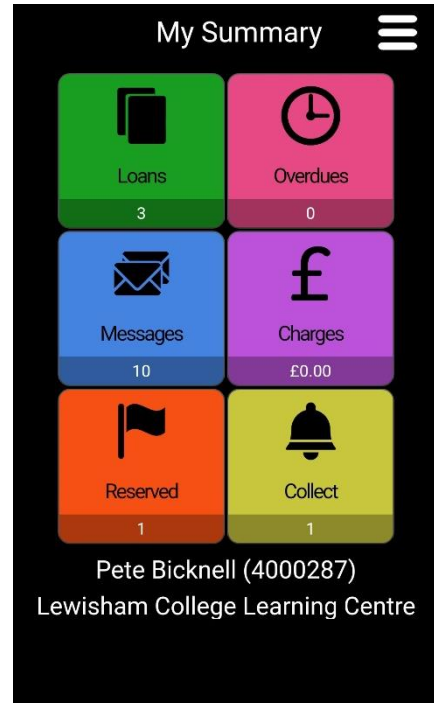 My Summary
Loans
Overdues
3
0
Messages
Charges
10
£0.00
Reserved
Collect
1
1
Pete Bicknell (4000287)
Lewisham College Learning Centre